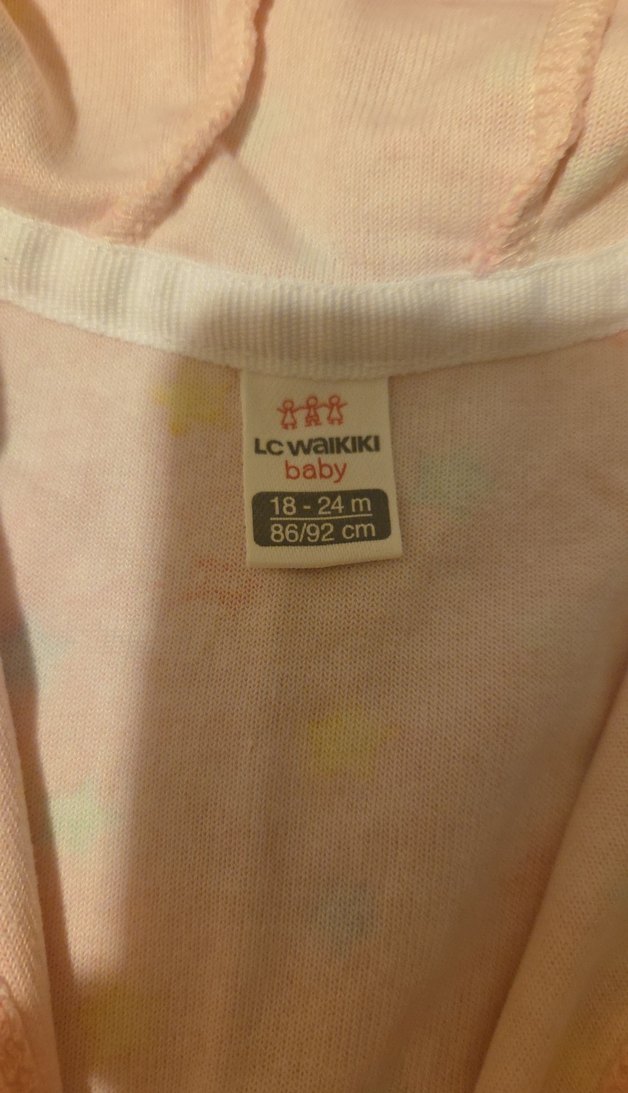 LC WAIKIKI
baby
18 - 24 m
86/92 cm